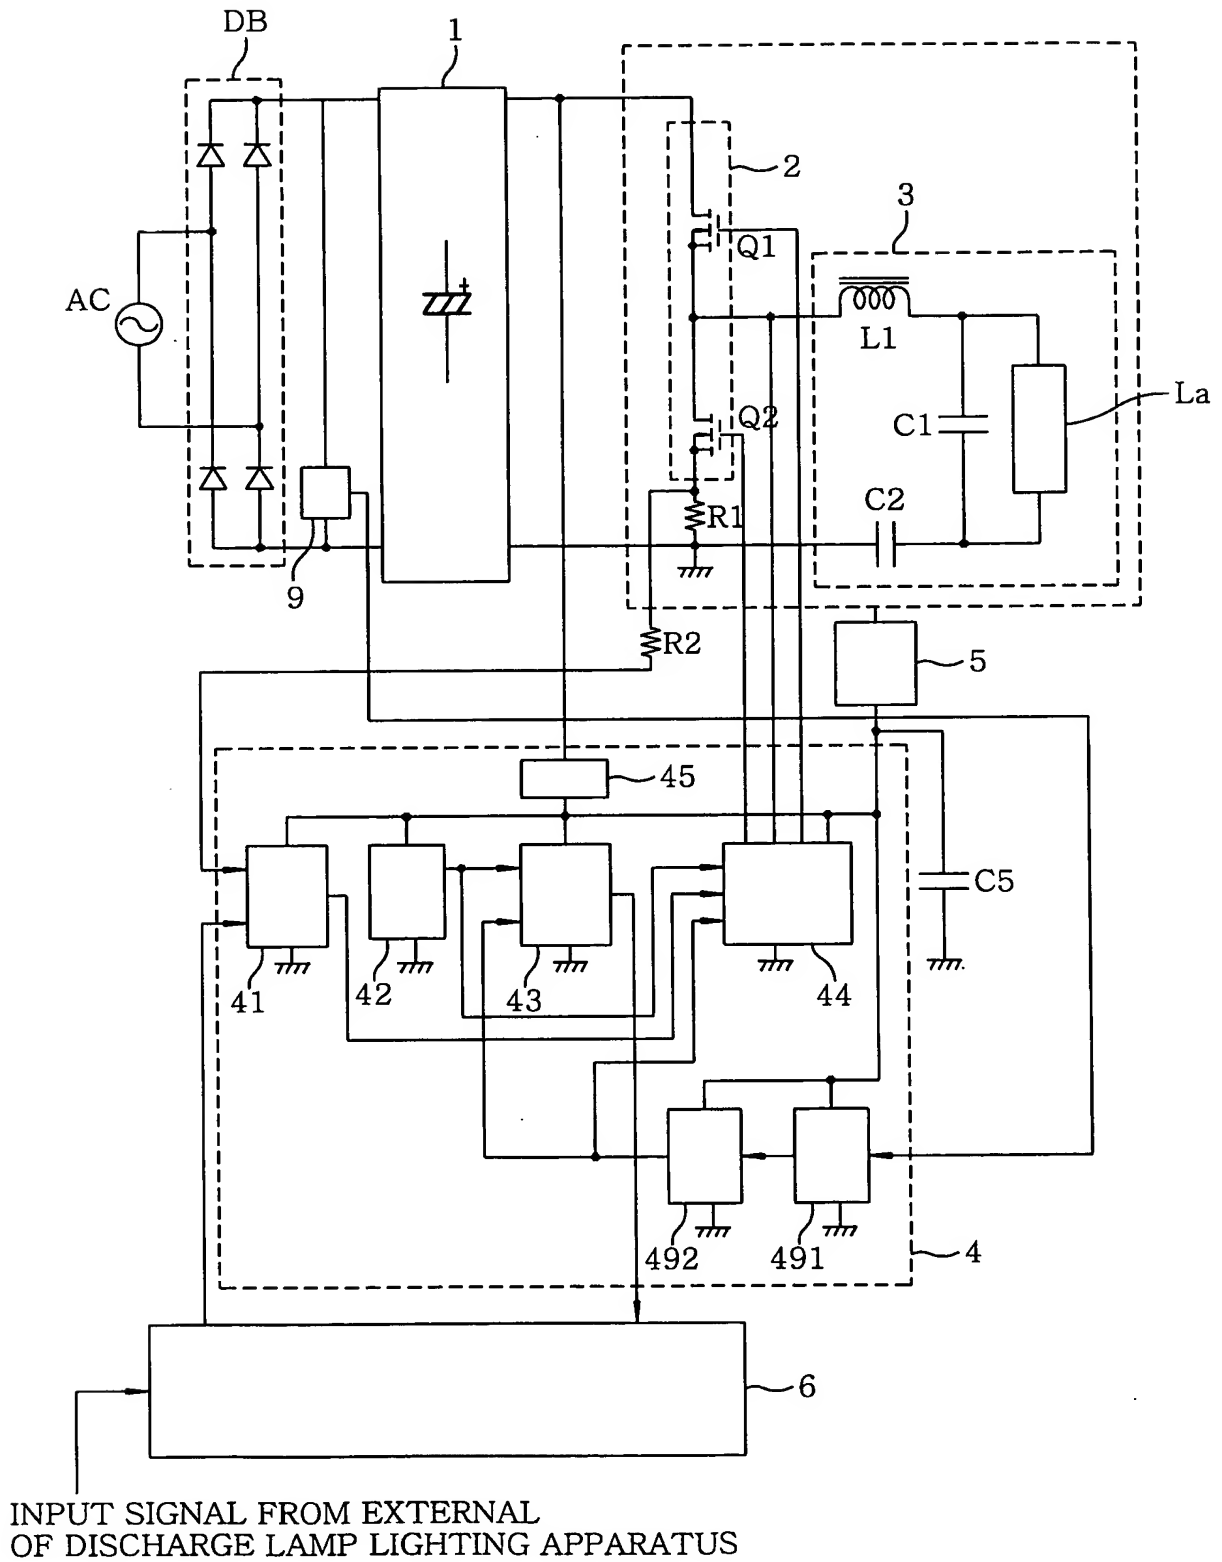 DB
1
2
Q1
3
AC
L1
La
Q2
C1
C2
R1
9
R2
5
45
C5
41
42
43
44
492
491
4
6
INPUT SIGNAL FROM EXTERNAL
OF DISCHARGE LAMP LIGHTING APPARATUS